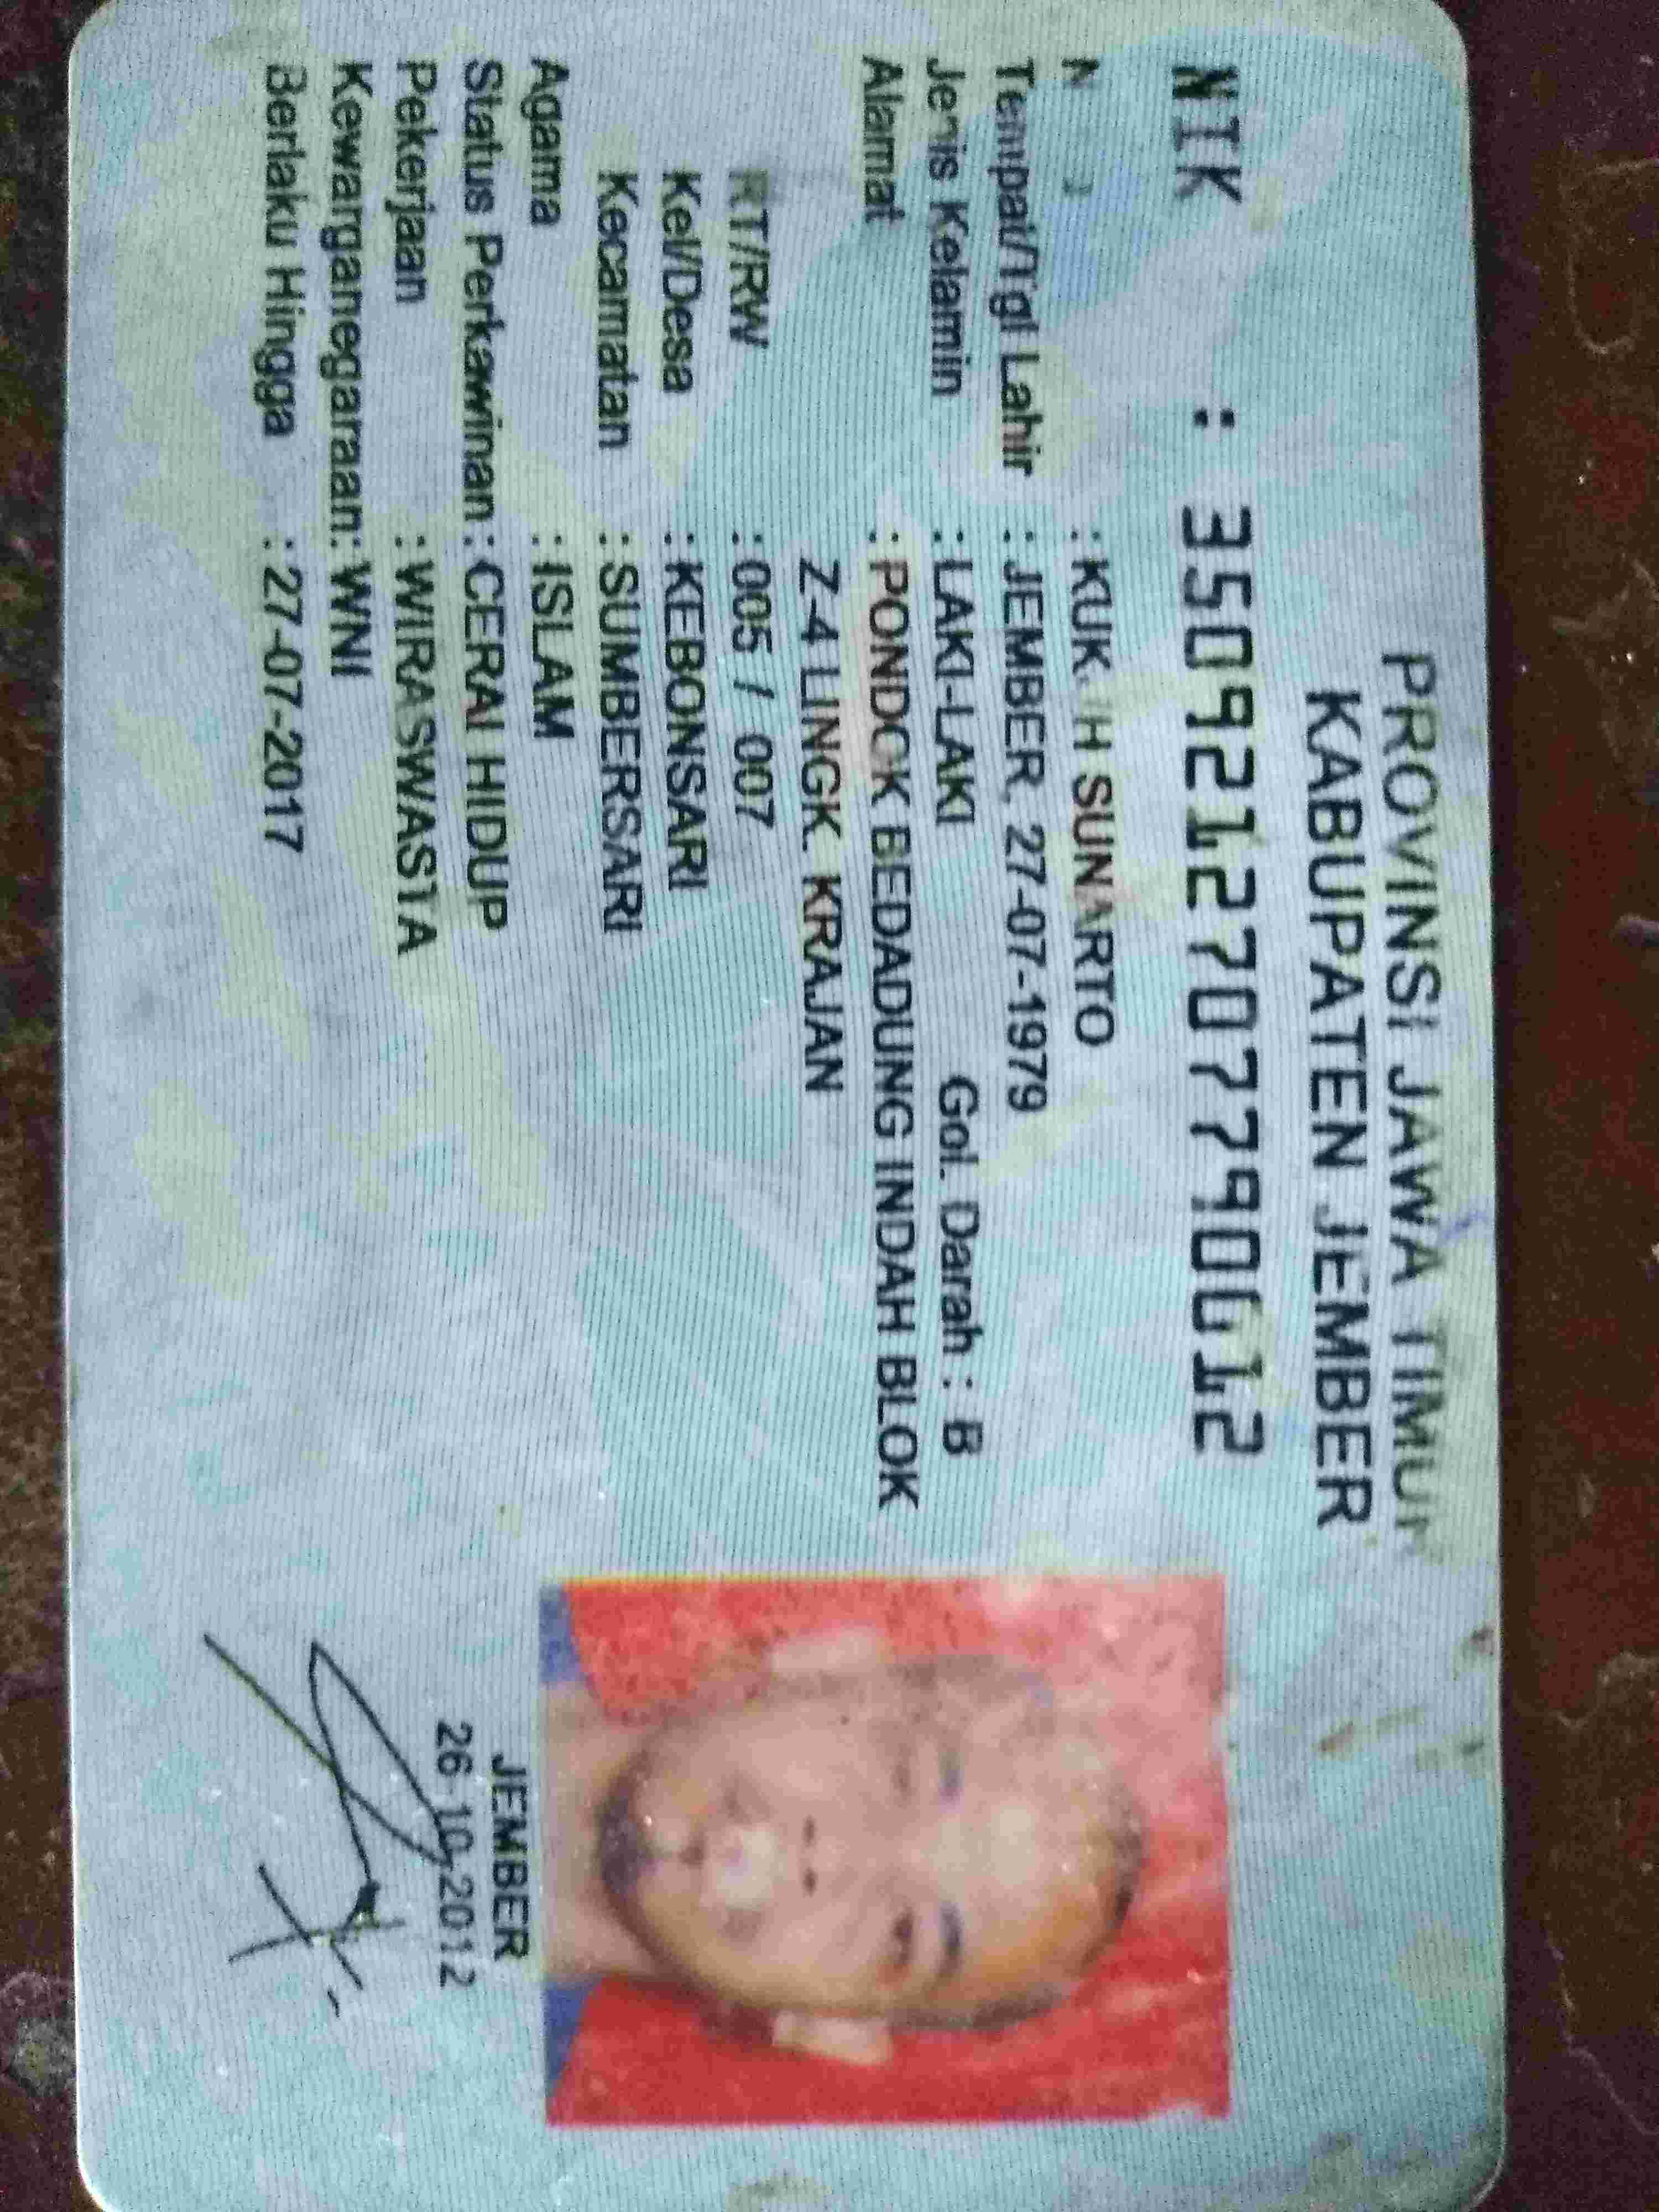 PROVINSI JAWA TIMUR
KABUPATEN JEMBER
NIK : 3509212707790012
: SUNARTO
Tempat/Tgl Lahir : JEMBER, 27-07-1979
Jenis Kelamin : LAKI-LAKI Gol. Darah : B
Alamat : PONDOK BEDADUNG INDAH BLOK
Z-4 LINGK. KRAJAN
RT/RW : 005 / 007
Kel/Desa : KEBONSARI
Kecamatan : SUMBERSARI
Agama : ISLAM
Status Perkawinan : CERAI HIDUP
Pekerjaan : WIRASWASTA
Kewarganegaraan: WNI
Berlaku Hingga : 27-07-2017
JEMBER
26-10-2012